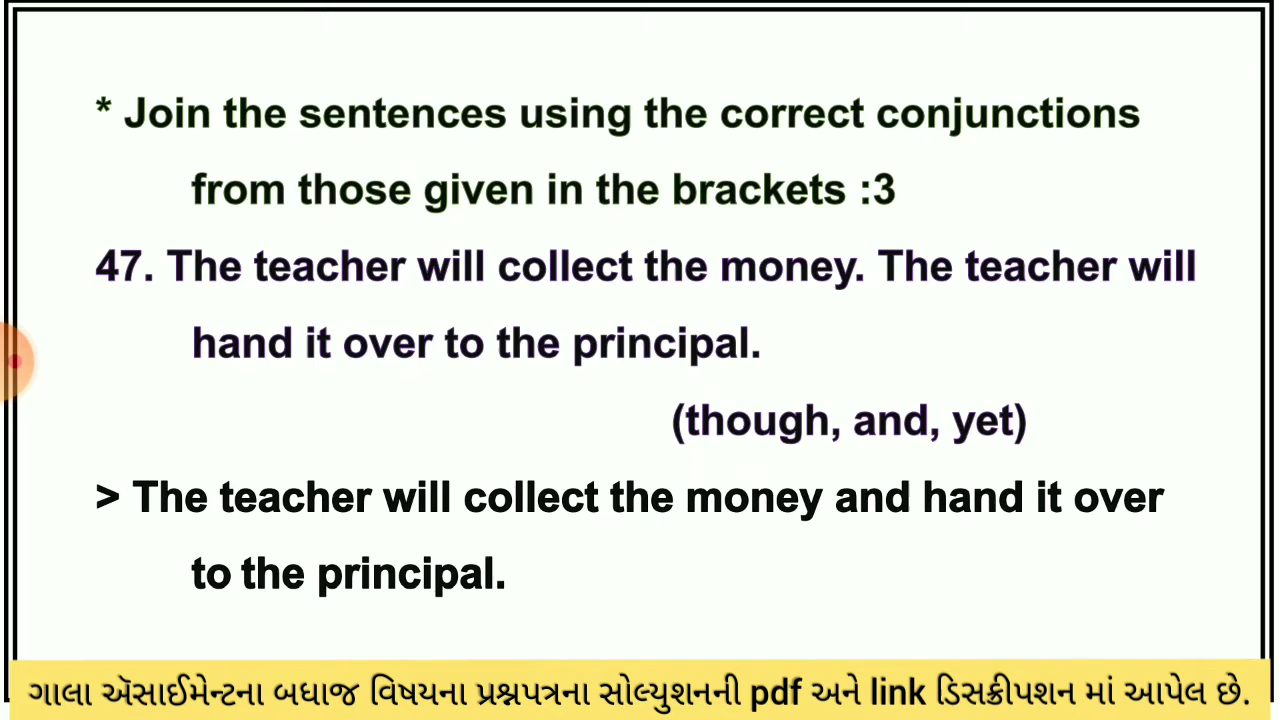 * Join the sentences using the correct conjunctions
from those given in the brackets :3
47. The teacher will collect the money. The teacher will
hand it over to the principal.
(though, and, yet)
> The teacher will collect the money and hand it over
to the principal.
ગાલા ઍસાઈમેન્ટના બધાજ વિષયના પ્રશ્નપત્રના સોલ્યુશનની pdf અને link ડિસક્રીપશન માં આપેલ છે.